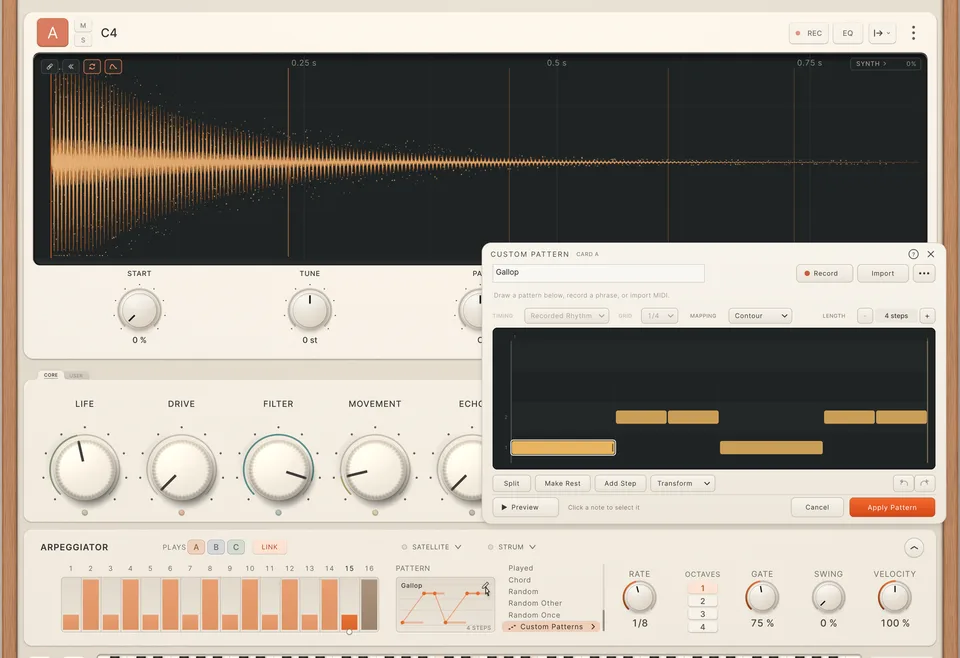 A
M
S
C4
REC
EQ
0.25 s
0.5 s
0.75 s
SYNTH >
0%
START
TUNE
PA
0 %
0 st
CUSTOM PATTERN
CARD A
Gallop
Record
Import
Draw a pattern below, record a phrase, or import MIDI.
TIMING
Recorded Rhythm
GRID
1/4
MAPPING
Contour
LENGTH
-
4 steps
+
2
Split
Make Rest
Add Step
Transform
Preview
Click a note to select it
Cancel
Apply Pattern
CORE
USER
LIFE
DRIVE
FILTER
MOVEMENT
ECHO
ARPEGGIATOR
PLAYS
A
B
C
LINK
SATELLITE
STRUM
1 2 3 4 5 6 7 8 9 10 11 12 13 14 15 16
PATTERN
Gallop
4 STEPS
Played
Chord
Random
Random Other
Random Once
Custom Patterns
RATE
1/8
OCTAVES
1
2
3
4
GATE
75 %
SWING
0 %
VELOCITY
100 %